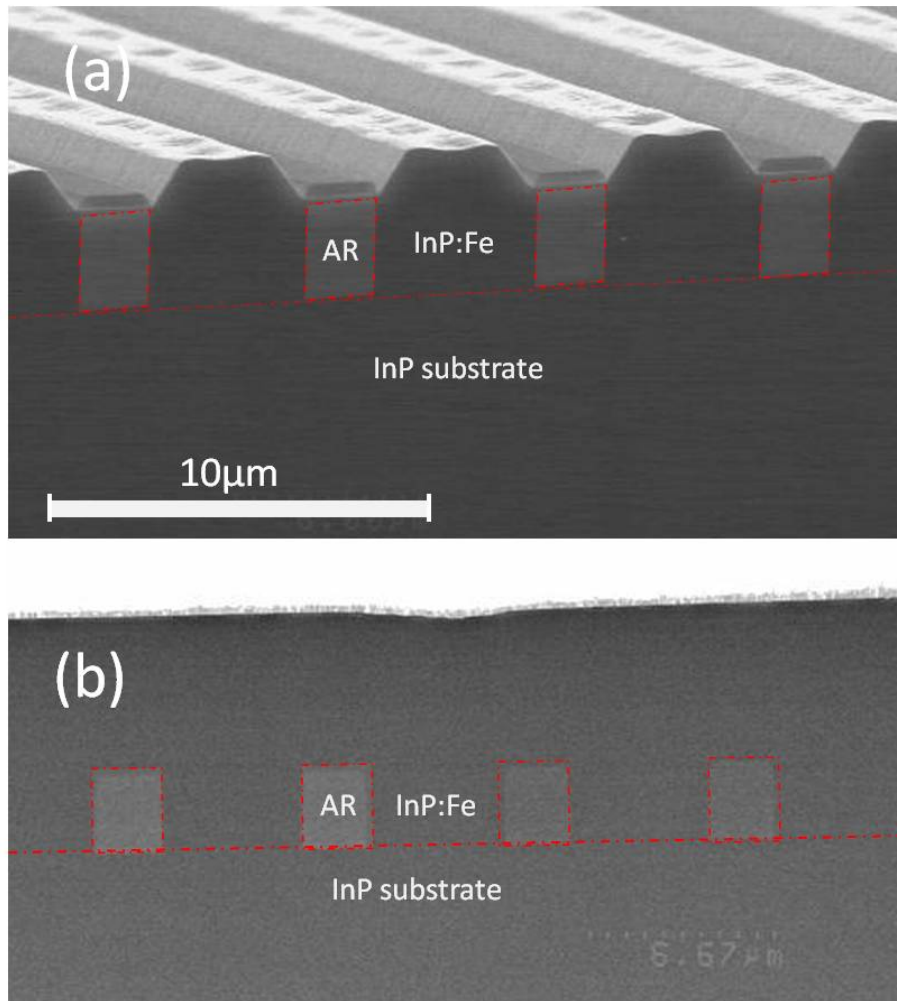 (a)
AR
InP:Fe
InP substrate
10μm
(b)
AR
InP:Fe
InP substrate
6.67μm